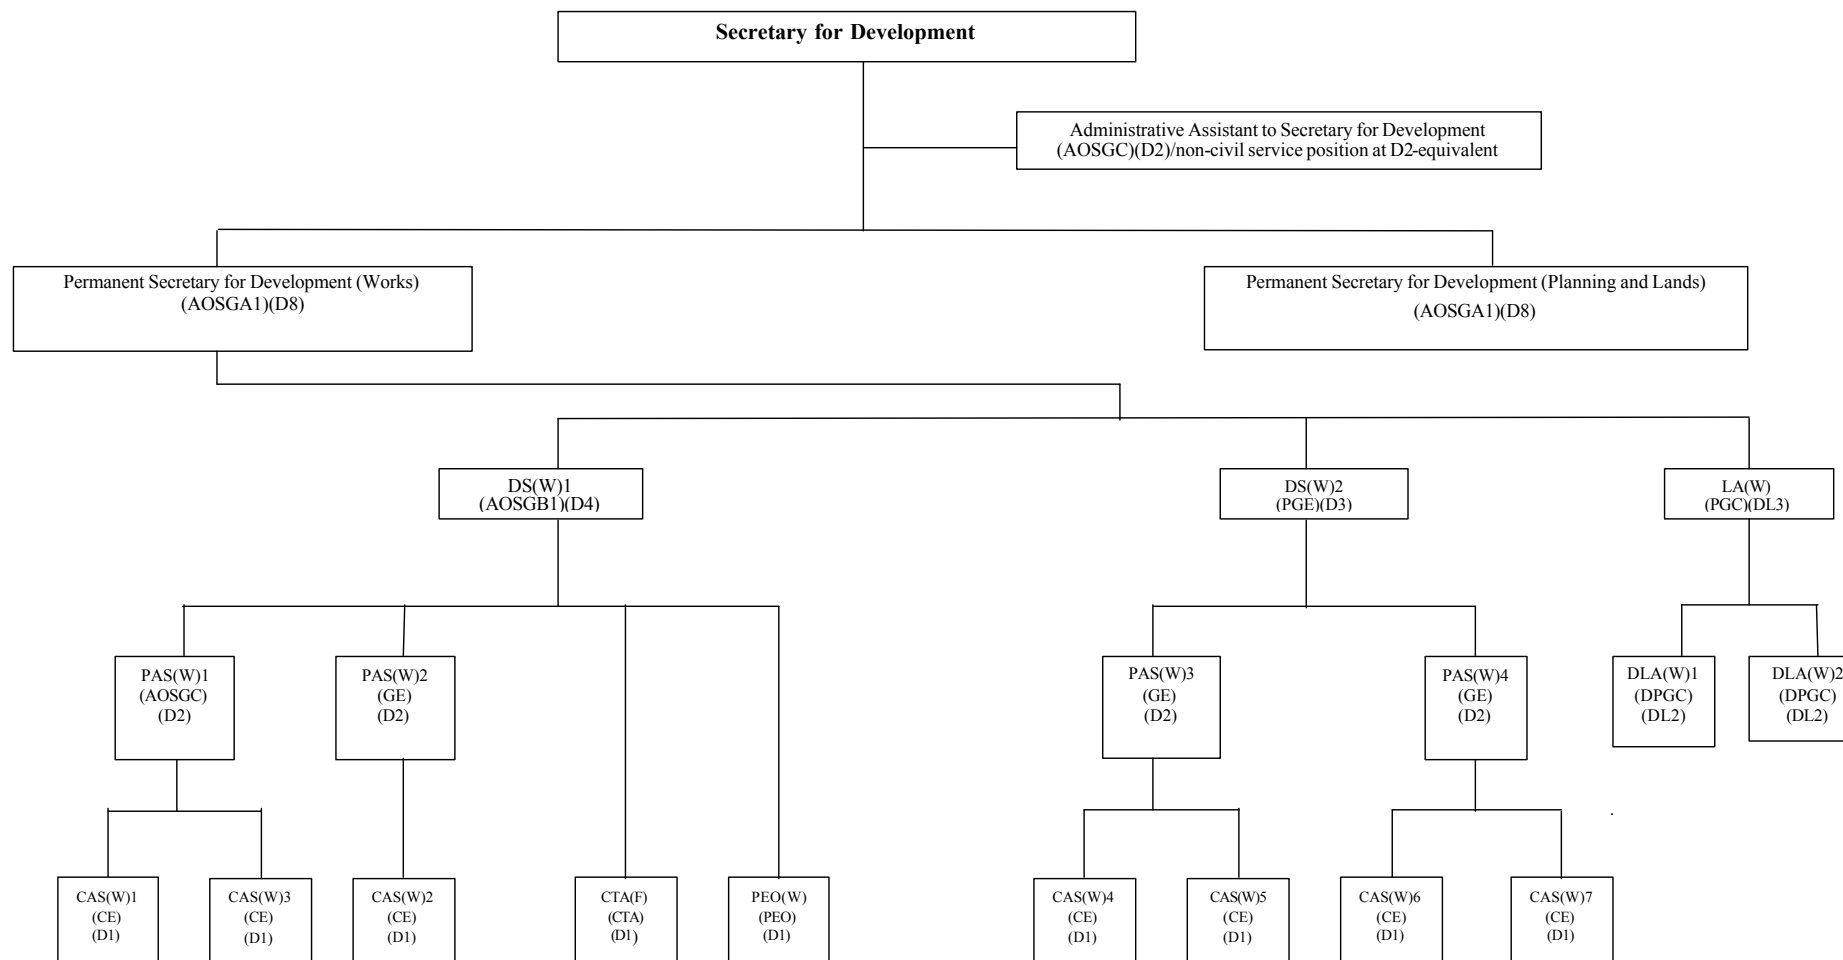 Secretary for Development
Administrative Assistant to Secretary for Development
(AOSGC)(D2)/non-civil service position at D2-equivalent
Permanent Secretary for Development (Works)
(AOSGA1)(D8)
Permanent Secretary for Development (Planning and Lands)
(AOSGA1)(D8)
DS(W)1
(AOSGB1)(D4)
DS(W)2
(PGE)(D3)
LA(W)
(PGC)(DL3)
PAS(W)1
(AOSGC)
(D2)
PAS(W)2
(GE)
(D2)
PAS(W)3
(GE)
(D2)
PAS(W)4
(GE)
(D2)
DLA(W)1
(DPGC)
(DL2)
DLA(W)2
(DPGC)
(DL2)
CAS(W)1
(CE)
(D1)
CAS(W)3
(CE)
(D1)
CAS(W)2
(CE)
(D1)
CTA(F)
(CTA)
(D1)
PEO(W)
(PEO)
(D1)
CAS(W)4
(CE)
(D1)
CAS(W)5
(CE)
(D1)
CAS(W)6
(CE)
(D1)
CAS(W)7
(CE)
(D1)